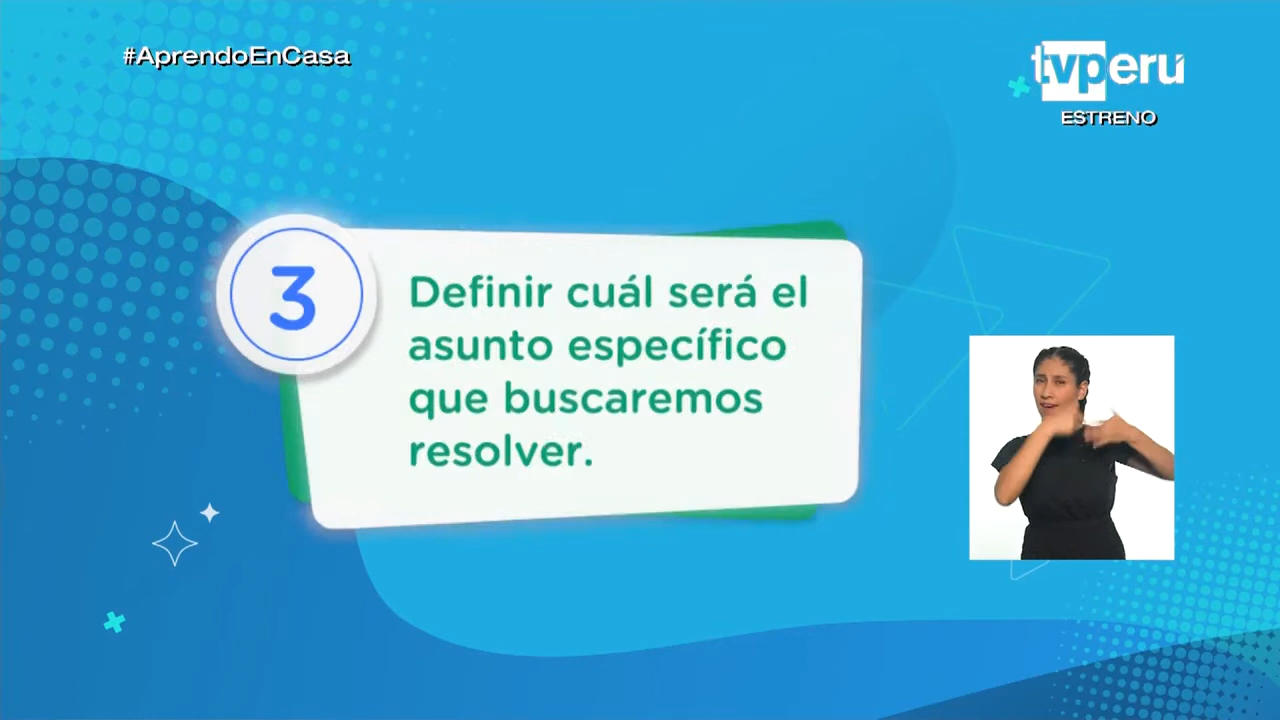 #AprendoEnCasa
tvperu
ESTRENO
3
Definir cuál será el
asunto específico
que buscaremos
resolver.